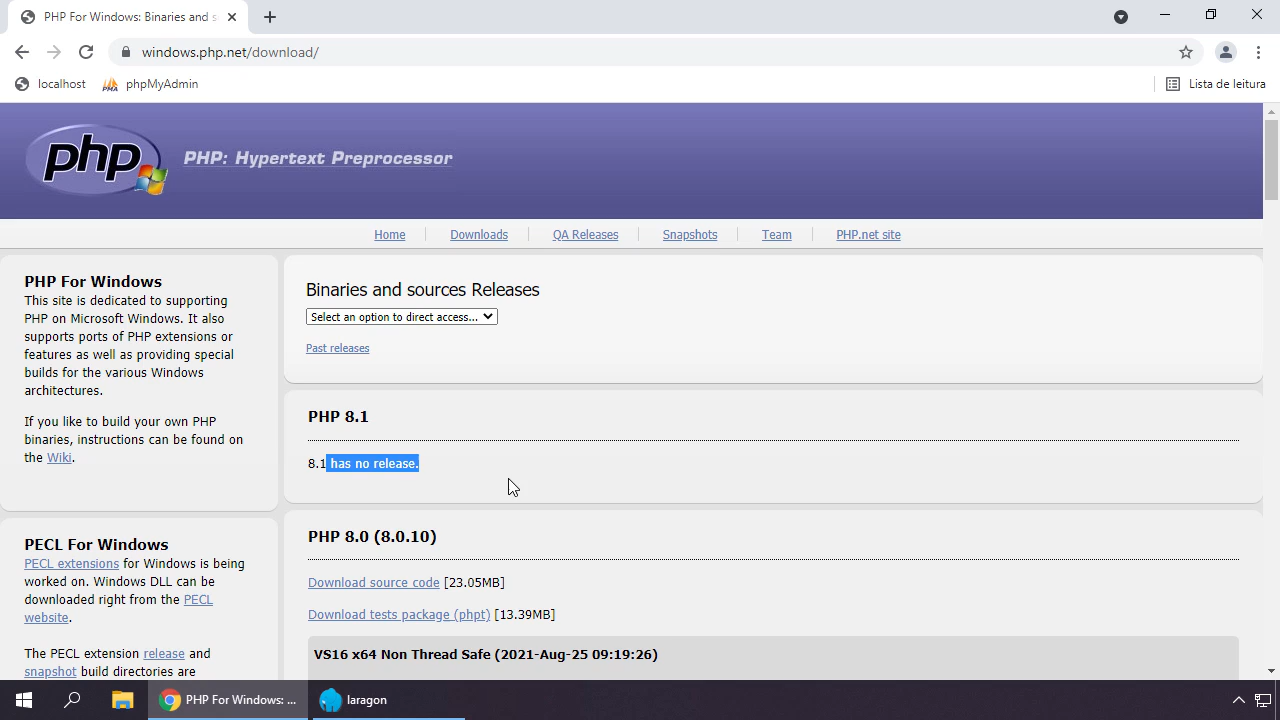 PHP For Windows: Binaries and s
windows.php.net/download/
localhost
phpMyAdmin
Lista de leitura
php
PHP: Hypertext Preprocessor
Home
Downloads
QA Releases
Snapshots
Team
PHP.net site
PHP For Windows
This site is dedicated to supporting
PHP on Microsoft Windows. It also
supports ports of PHP extensions or
features as well as providing special
builds for the various Windows
architectures.
If you like to build your own PHP
binaries, instructions can be found on
the Wiki.
PECL For Windows
PECL extensions for Windows is being
worked on. Windows DLL can be
downloaded right from the PECL
website.
The PECL extension release and
snapshot build directories are
Binaries and sources Releases
Select an option to direct access...
Past releases
PHP 8.1
8.1 has no release.
PHP 8.0 (8.0.10)
Download source code [23.05MB]
Download tests package (phpt) [13.39MB]
VS16 x64 Non Thread Safe (2021-Aug-25 09:19:26)
PHP For Windows: ...
laragon